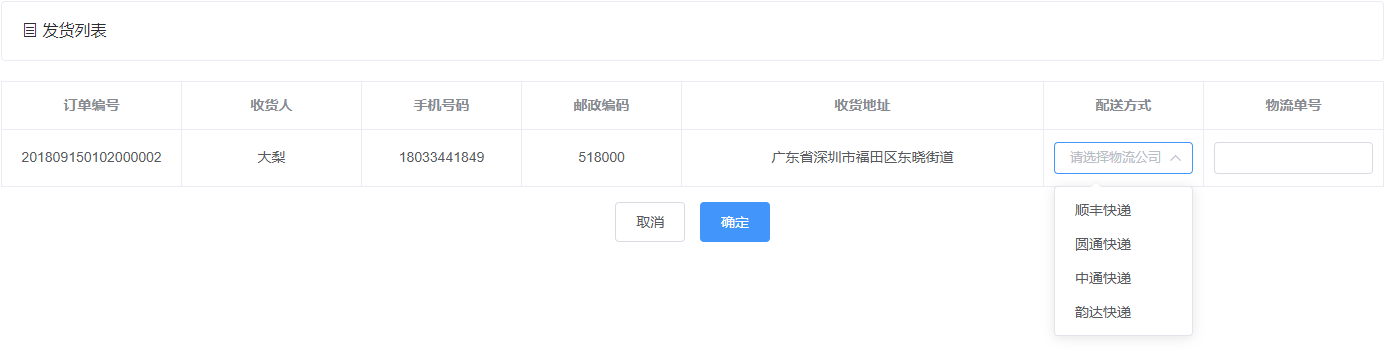 发货列表
订单编号 收货人 手机号码 邮政编码 收货地址 配送方式 物流单号
201809150102000002 大梨 18033441849 518000 广东省深圳市福田区东晓街道 请选择物流公司
取消 确定
顺丰快递
圆通快递
中通快递
韵达快递